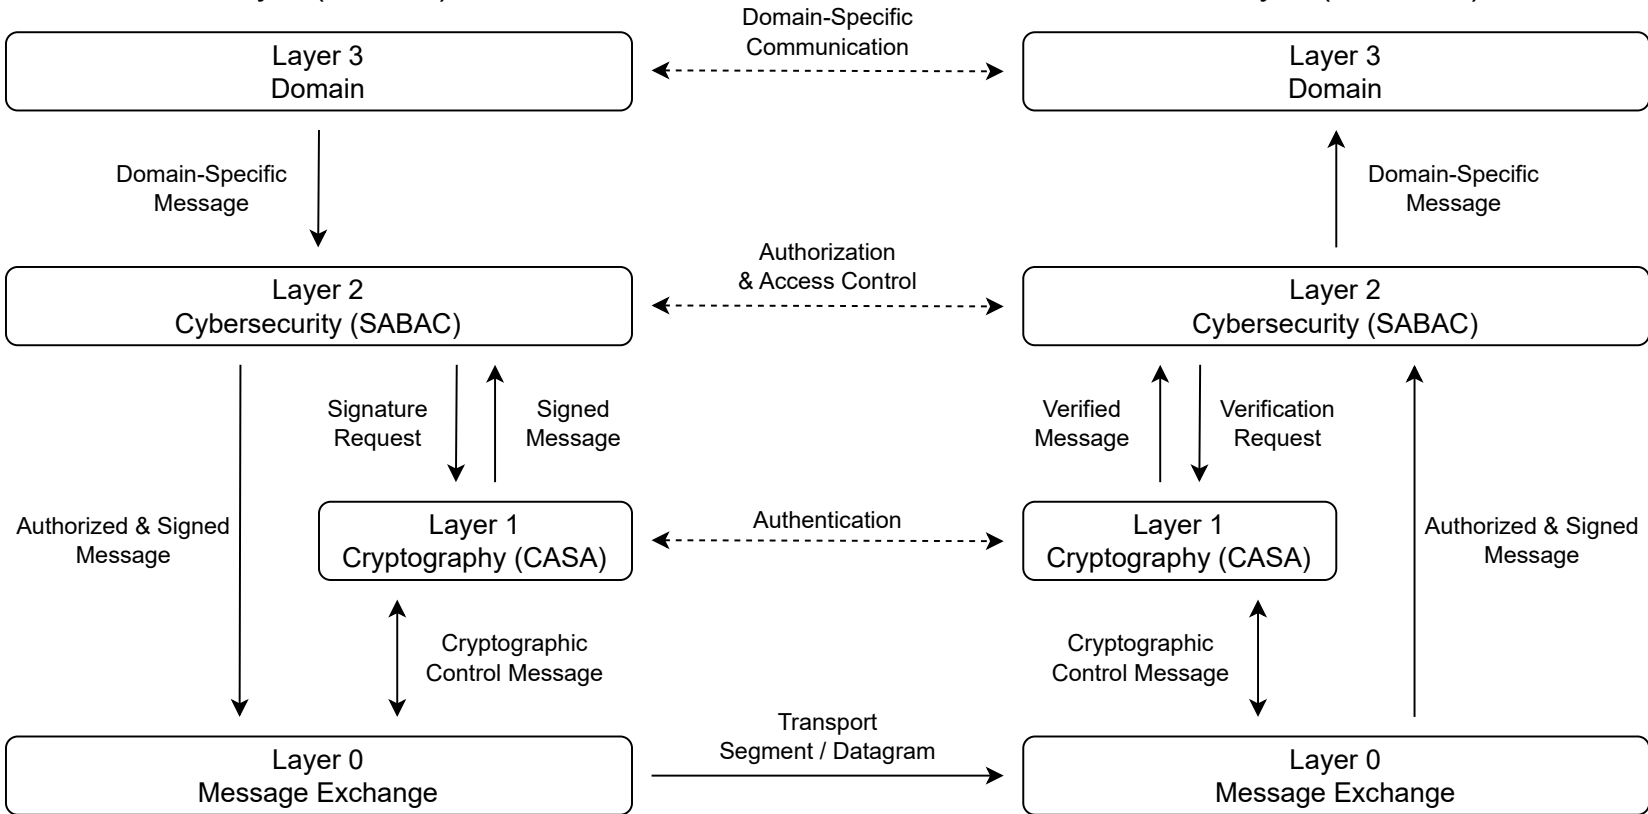 Domain-Specific
Communication
Layer 3
Domain
Layer 3
Domain
Domain-Specific
Message
Domain-Specific
Message
Authorization
& Access Control
Layer 2
Cybersecurity (SABAC)
Layer 2
Cybersecurity (SABAC)
Signature
Request
Signed
Message
Verified
Message
Verification
Request
Authorized & Signed
Message
Layer 1
Cryptography (CASA)
Authentication
Layer 1
Cryptography (CASA)
Authorized & Signed
Message
Cryptographic
Control Message
Cryptographic
Control Message
Transport
Segment / Datagram
Layer 0
Message Exchange
Layer 0
Message Exchange